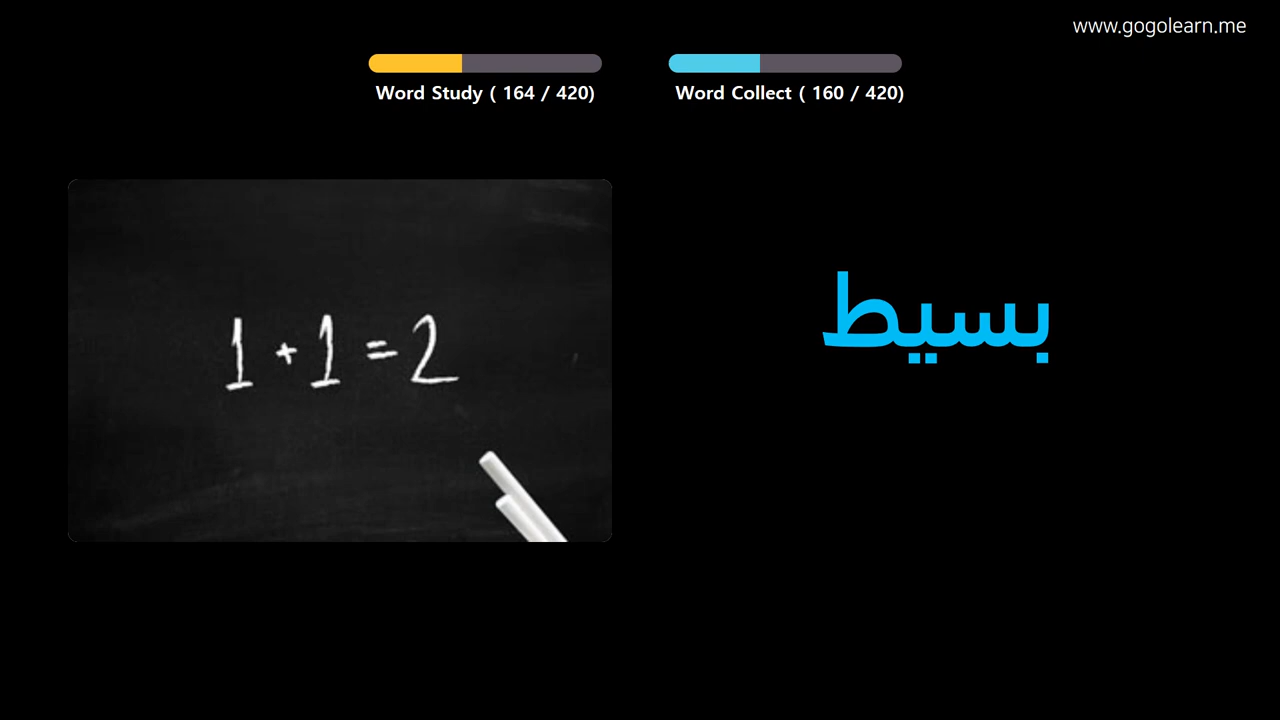 www.gogolearn.me
Word Study ( 164 / 420)
Word Collect ( 160 / 420)
1 + 1 = 2
بسيط